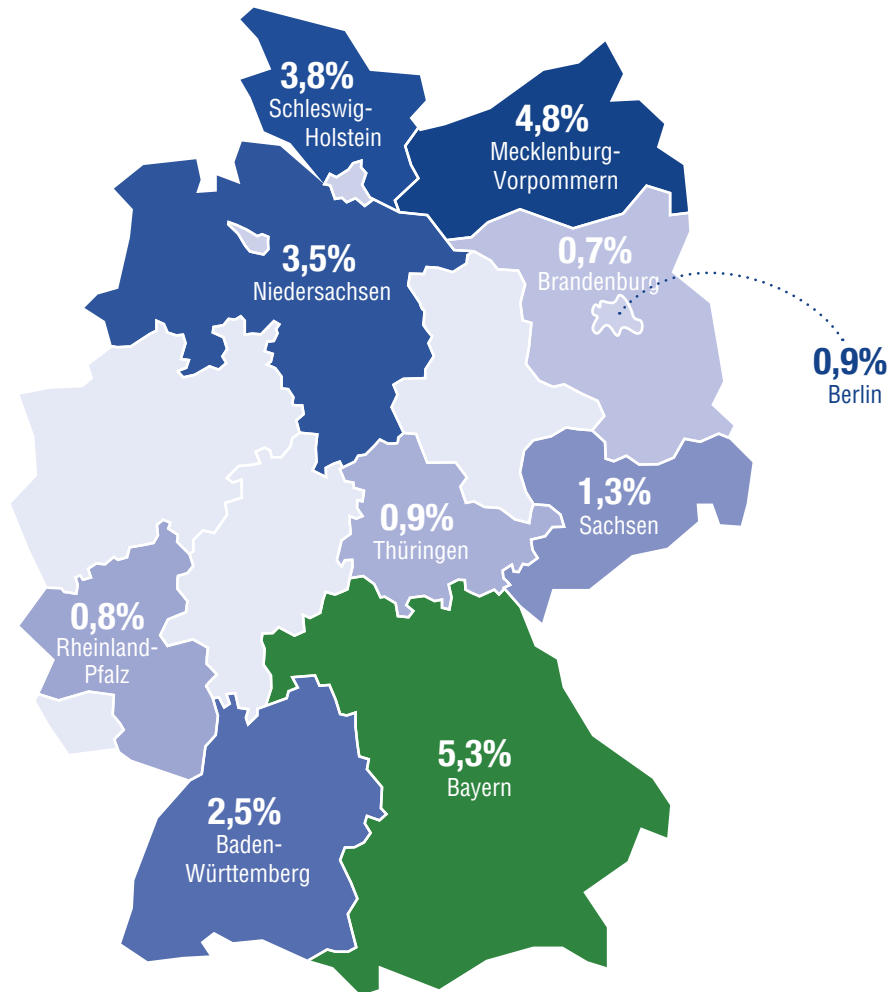 3,8%
Schleswig-
Holstein
4,8%
Mecklenburg-
Vorpommern
3,5%
Niedersachsen
0,7%
Brandenburg
0,9%
Berlin
1,3%
Sachsen
0,9%
Thüringen
0,8%
Rheinland-
Pfalz
5,3%
Bayern
2,5%
Baden-
Württemberg